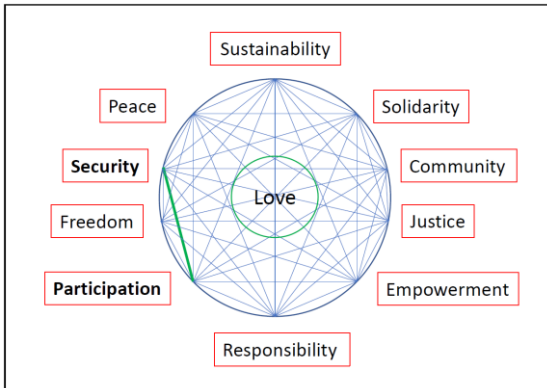 Sustainability
Peace
Solidarity
Security
Community
Love
Freedom
Justice
Participation
Empowerment
Responsibility